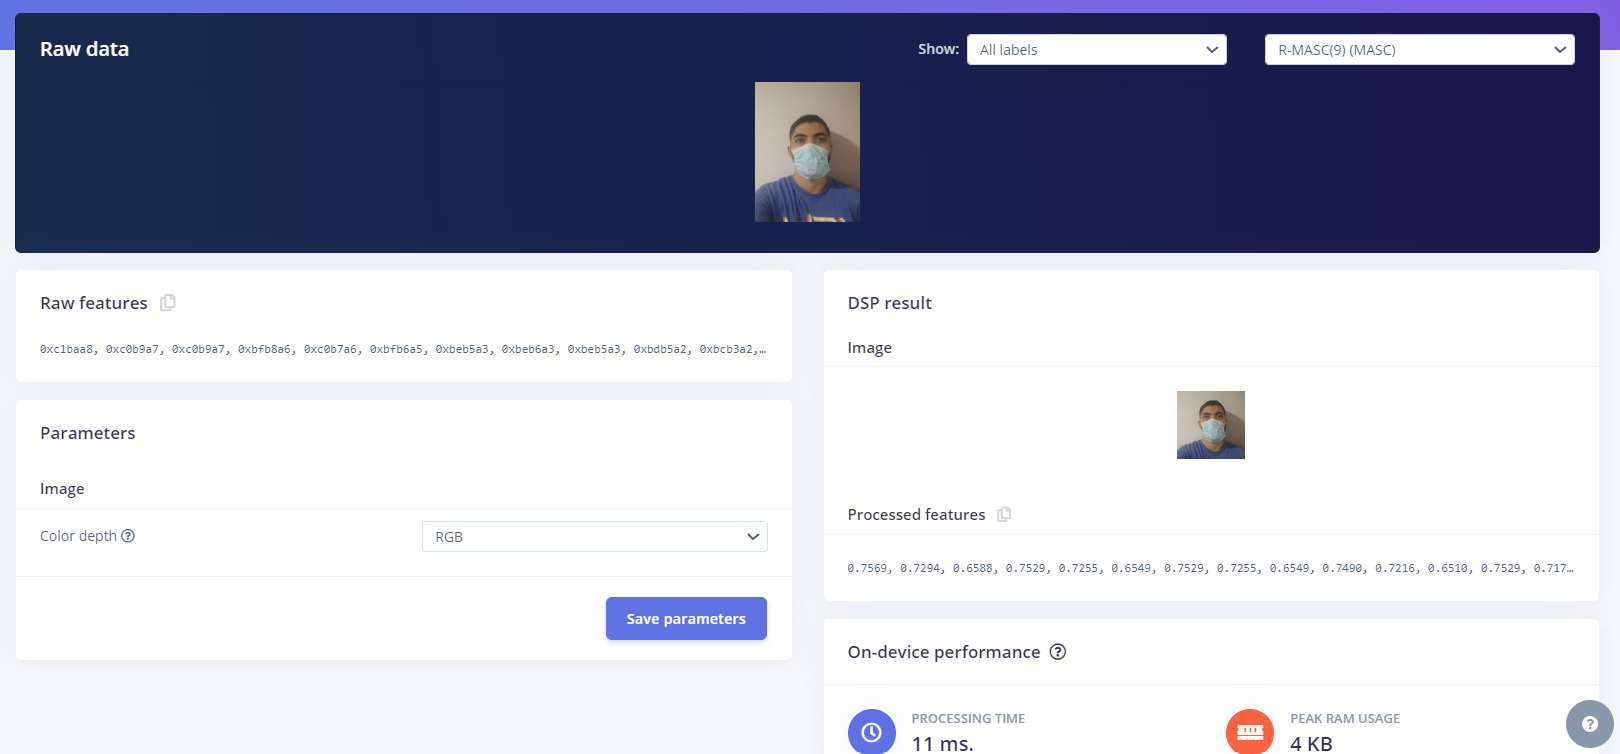 Raw data
Show: All labels R-MASC(9) (MASC)
Raw features
0xc1baa8, 0xc0b9a7, 0xc0b9a7, 0xbfb8a6, 0xc0b7a6, 0xbfb6a5, 0xbeb5a3, 0xbeb6a3, 0xbeb5a3, 0xbdb5a2, 0xbcb3a2,…
Parameters
Image
Color depth
RGB
Save parameters
DSP result
Image
Processed features
0.7569, 0.7294, 0.6588, 0.7529, 0.7255, 0.6549, 0.7529, 0.7255, 0.6549, 0.7490, 0.7216, 0.6510, 0.7529, 0.717…
On-device performance
PROCESSING TIME
11 ms.
PEAK RAM USAGE
4 KB